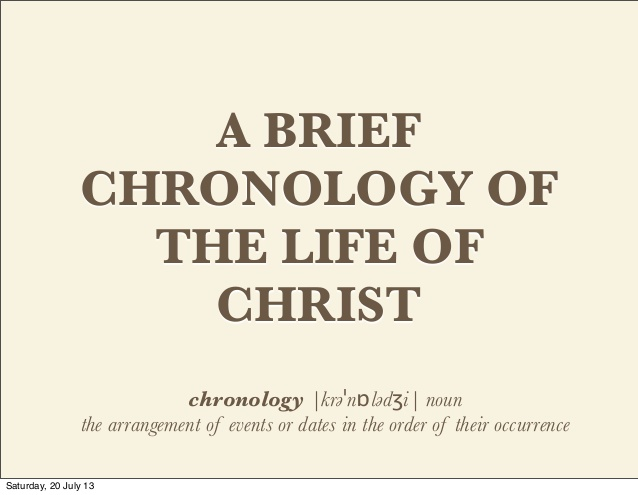 A BRIEF
CHRONOLOGY OF
THE LIFE OF
CHRIST
chronology |krəˈnɒlədʒi| noun
the arrangement of events or dates in the order of their occurrence
Saturday, 20 July 13